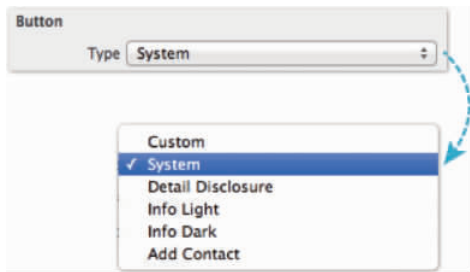 Button
Type System
Custom
✓ System
Detail Disclosure
Info Light
Info Dark
Add Contact